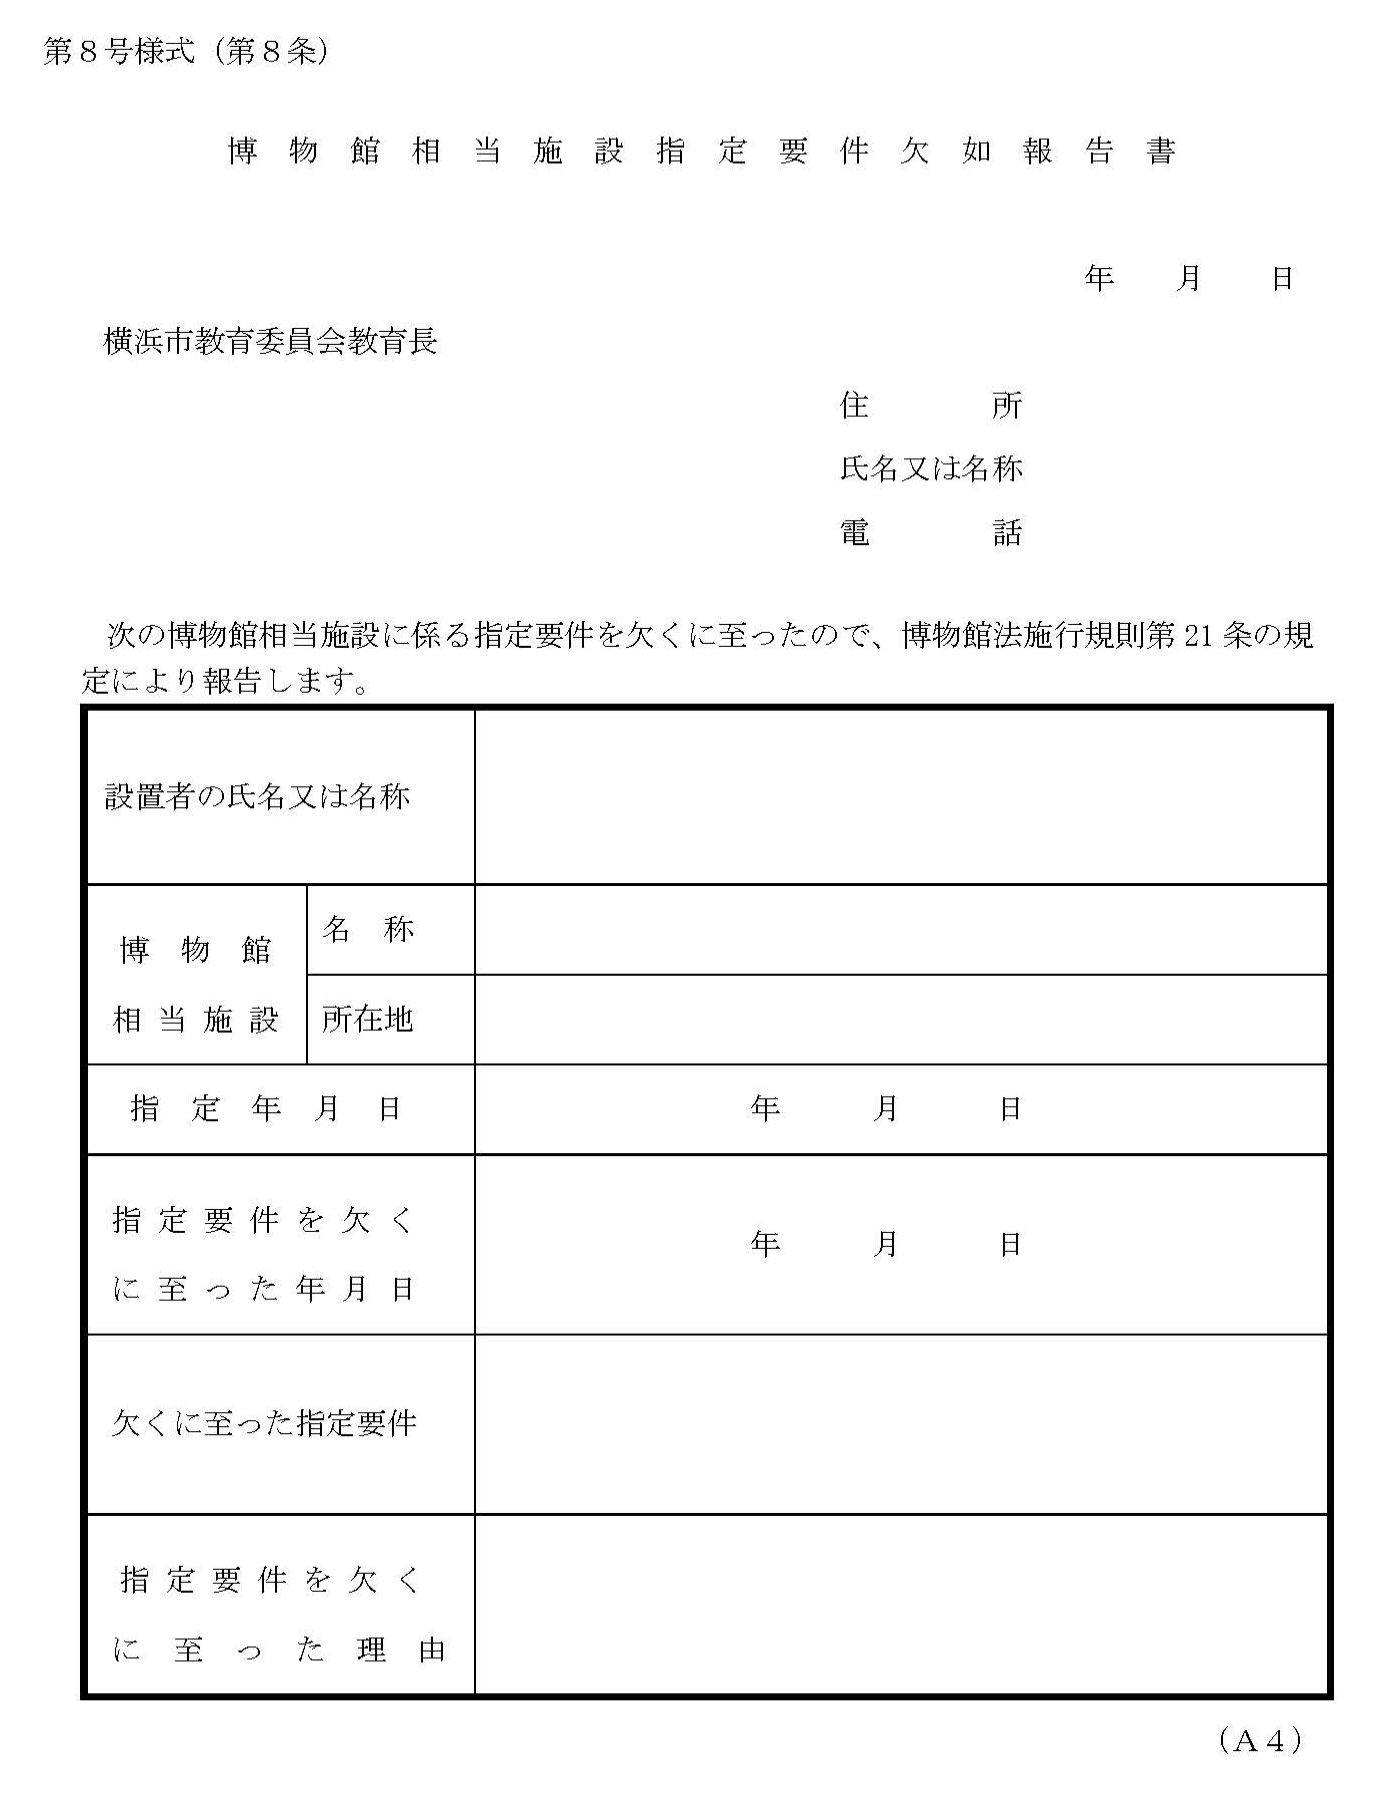 第８号様式（第８条）
博物館相当施設指定要件欠如報告書
年　月　日
横浜市教育委員会教育長
住　　　　所
氏名又は名称
電　　　　話
次の博物館相当施設に係る指定要件を欠くに至ったので、博物館法施行規則第 21 条の規
定により報告します。
設置者の氏名又は名称
博物館
相当施設
名　称
所在地
指定年月日
年　　月　　日
指定要件を欠く
に至った年月日
年　　月　　日
欠くに至った指定要件
指定要件を欠く
に至った理由
（Ａ４）